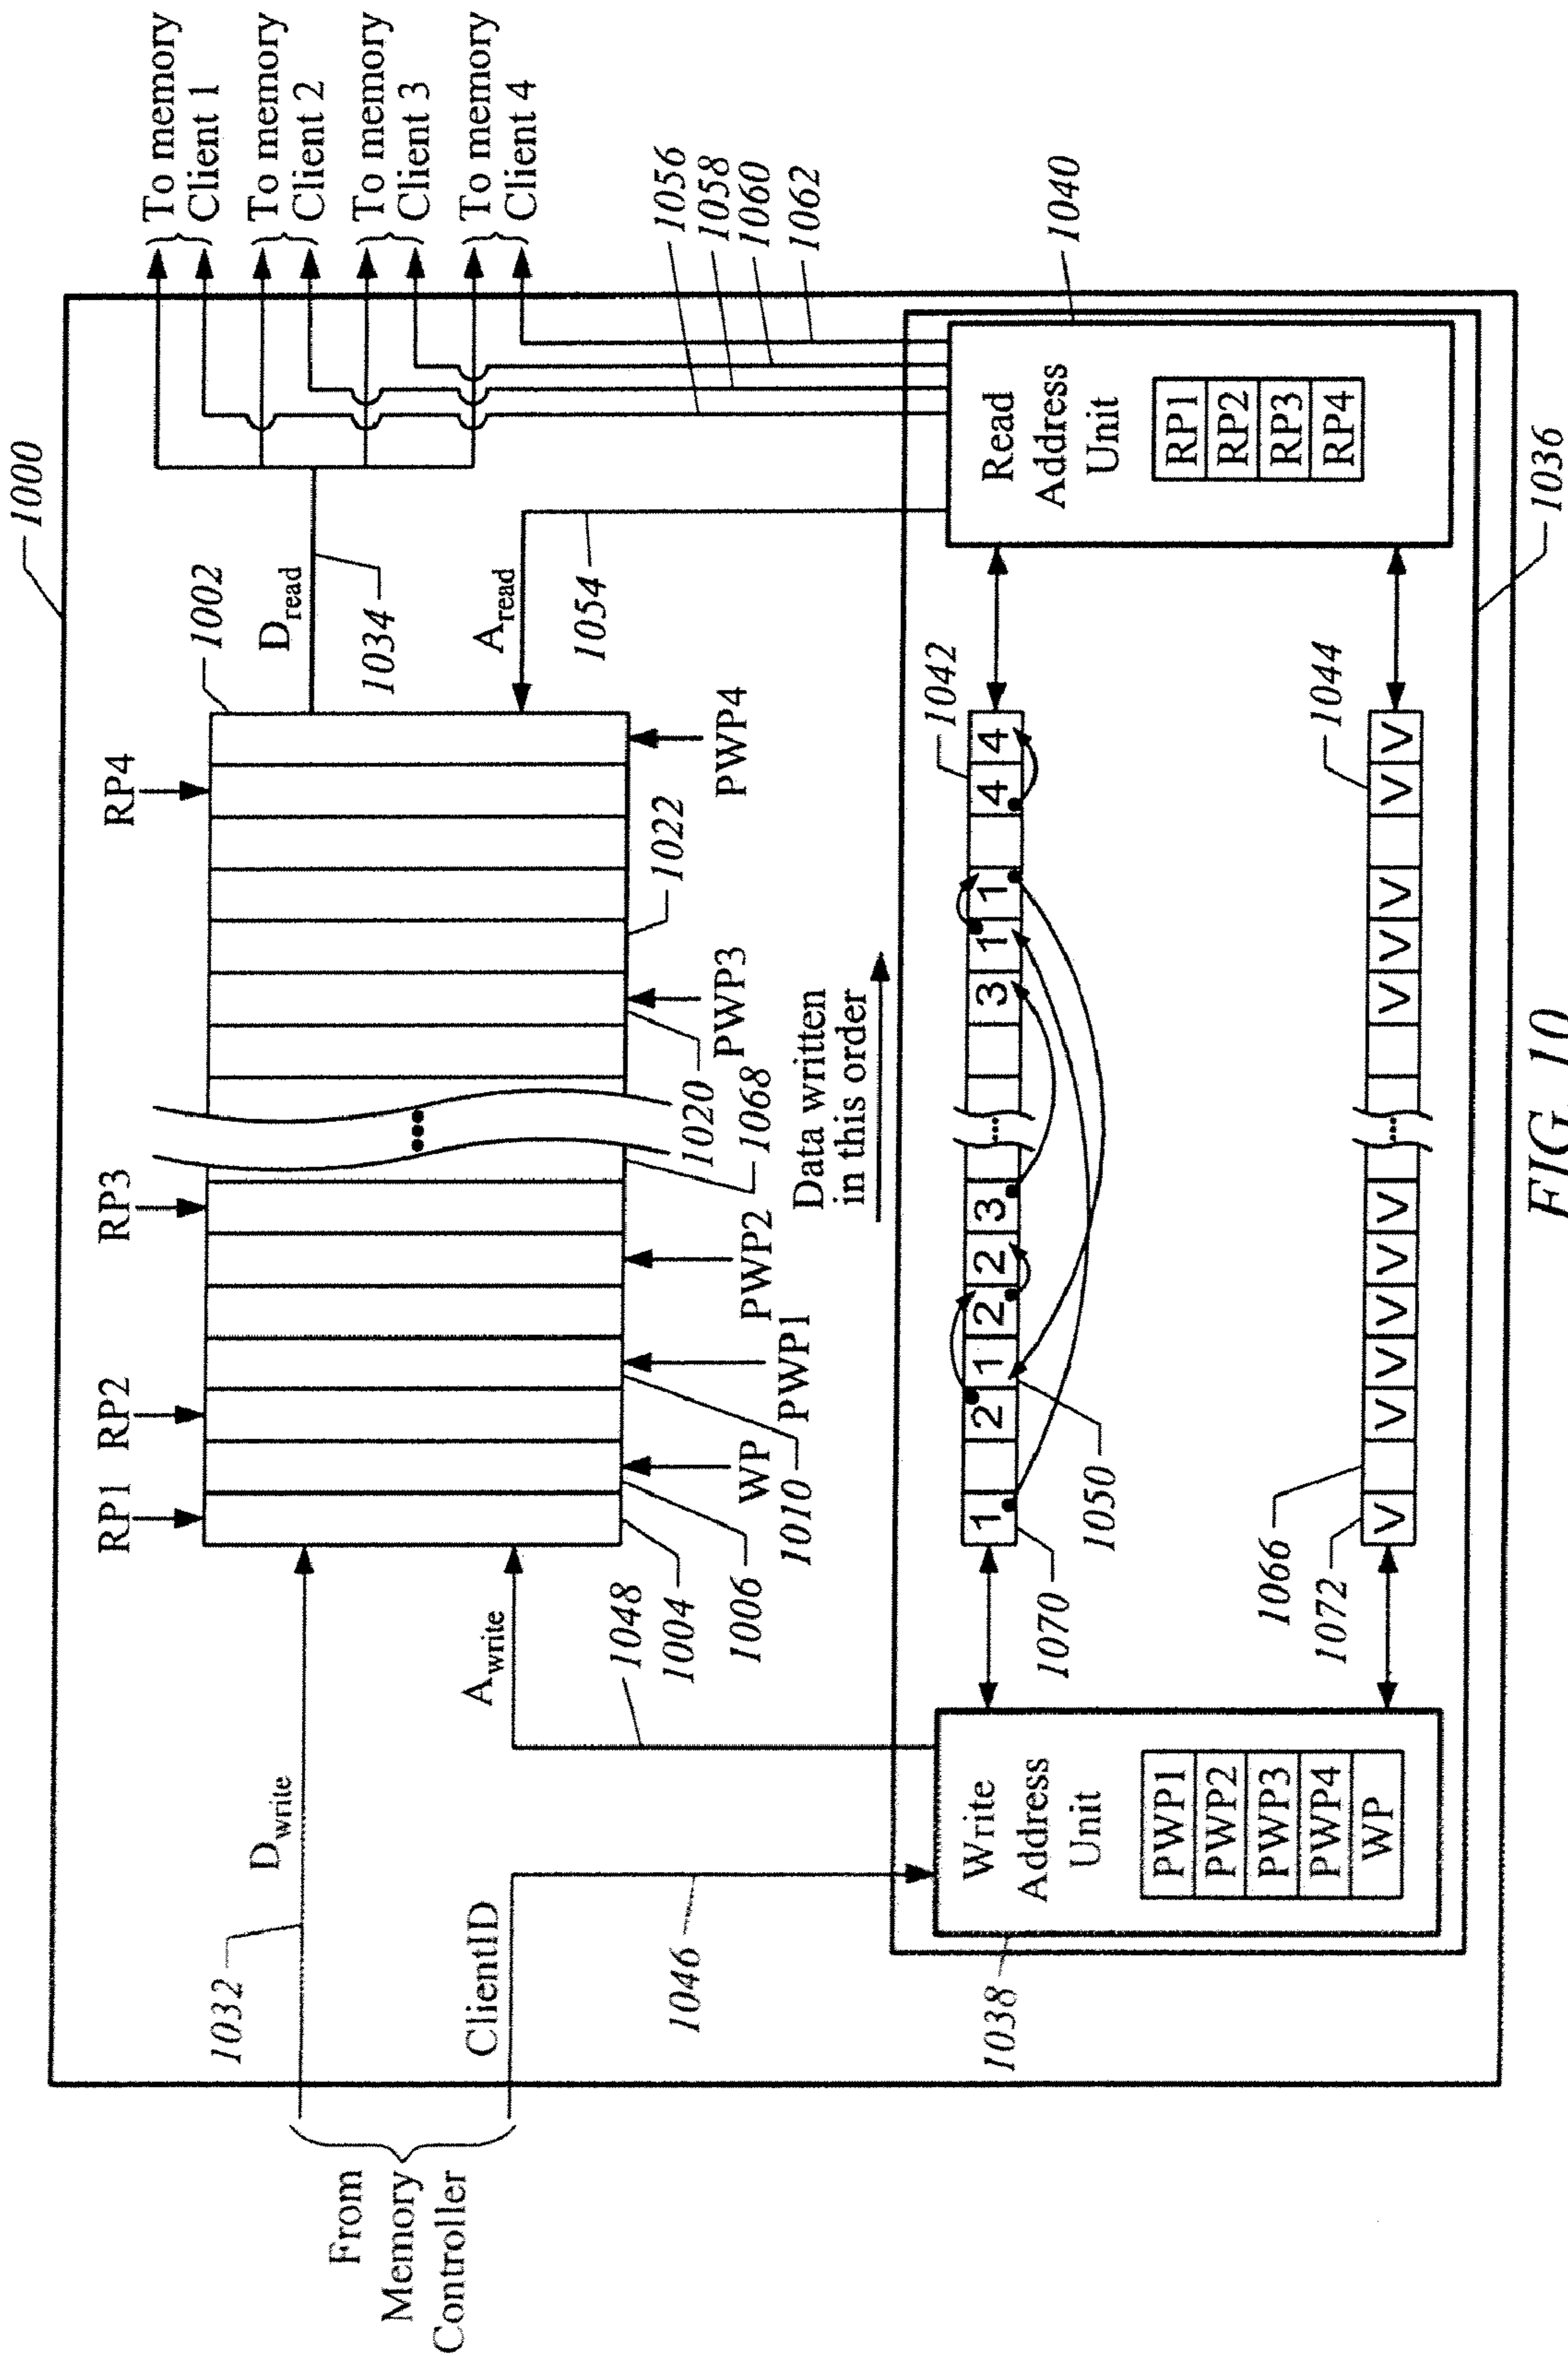 1000
To memory
Client 1
To memory
Client 2
To memory
Client 3
To memory
Client 4
RP1
RP2
RP3
RP4
1002
Dread
1034
Aread
1054
1056
1058
1060
1062
1040
From
Memory
Controller
1032
Dwrite
ClientID
1046
Awrite
1048
1004
1006
WP
1010
PWP1
PWP2
1068
1020
PWP3
1022
PWP4
...
Data written
in this order
1038
Write
Address
Unit
PWP1
PWP2
PWP3
PWP4
WP
1042
1 2 1 2 2 3 ... 3 1 1 4 4
1070
1050
1066
1072
1044
V V V V V V ... V V V V V
Read
Address
Unit
RP1
RP2
RP3
RP4
1036
FIG. 10